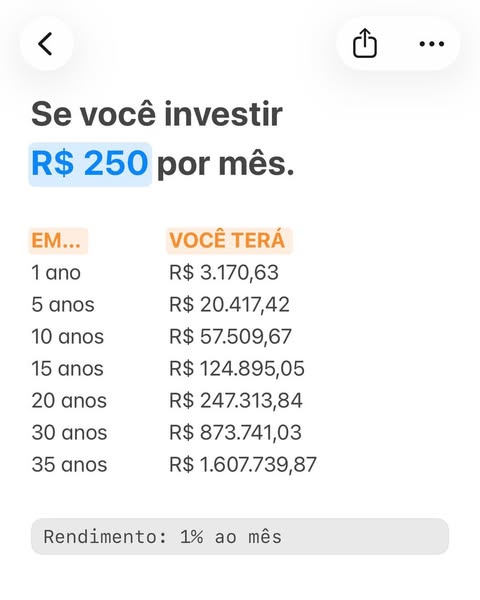 Se você investir
R$ 250 por mês.
EM... VOCÊ TERÁ
1 ano R$ 3.170,63
5 anos R$ 20.417,42
10 anos R$ 57.509,67
15 anos R$ 124.895,05
20 anos R$ 247.313,84
30 anos R$ 873.741,03
35 anos R$ 1.607.739,87
Rendimento: 1% ao mês